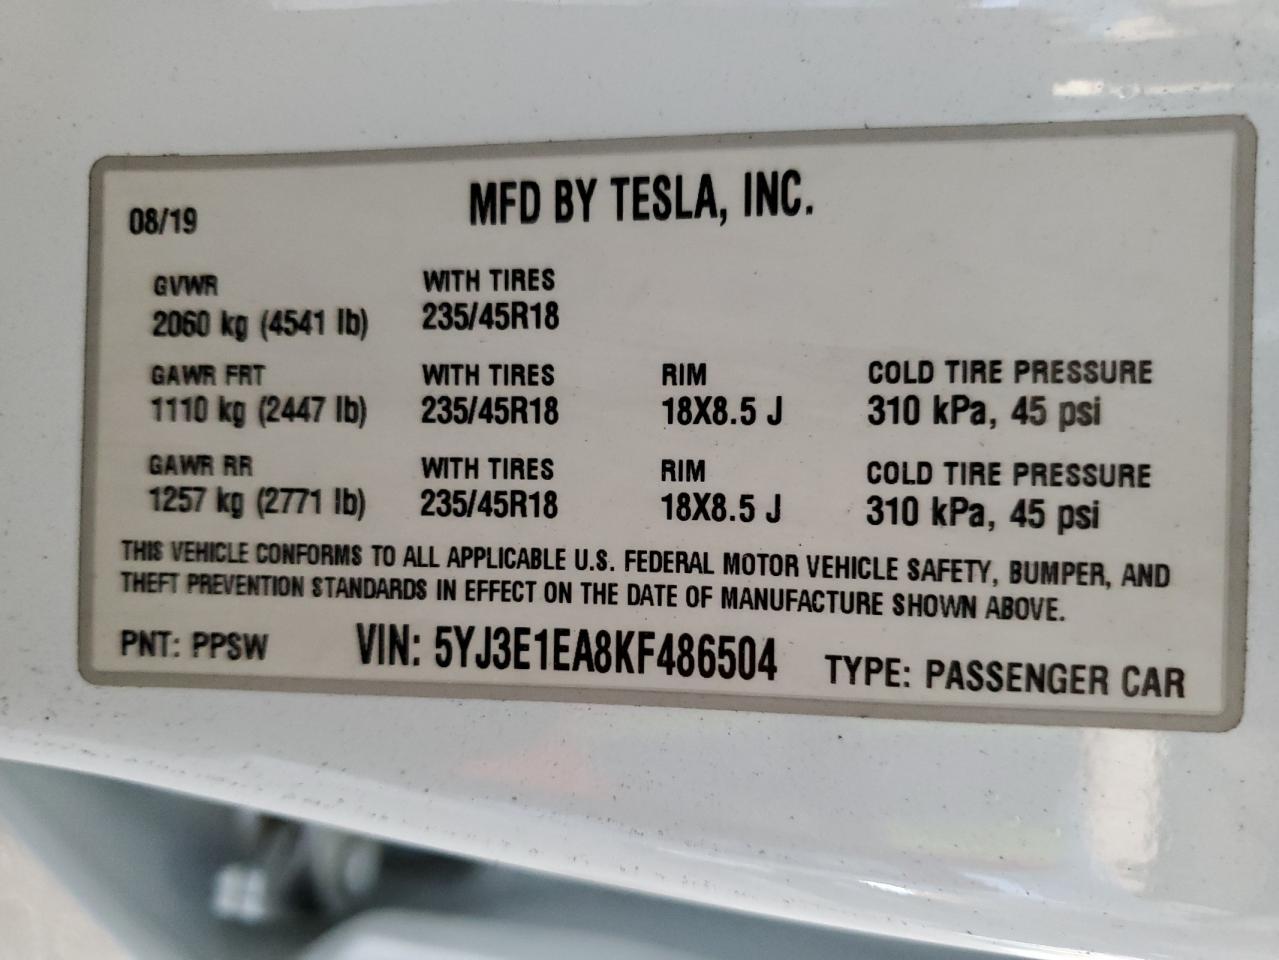 MFD BY TESLA, INC.
08/19
GVWR WITH TIRES
2060 kg (4541 lb) 235/45R18
GAWR FRT WITH TIRES RIM COLD TIRE PRESSURE
1110 kg (2447 lb) 235/45R18 18X8.5 J 310 kPa, 45 psi
GAWR RR WITH TIRES RIM COLD TIRE PRESSURE
1257 kg (2771 lb) 235/45R18 18X8.5 J 310 kPa, 45 psi
THIS VEHICLE CONFORMS TO ALL APPLICABLE U.S. FEDERAL MOTOR VEHICLE SAFETY, BUMPER, AND
THEFT PREVENTION STANDARDS IN EFFECT ON THE DATE OF MANUFACTURE SHOWN ABOVE.
PNT: PPSW VIN: 5YJ3E1EA8KF486504 TYPE: PASSENGER CAR